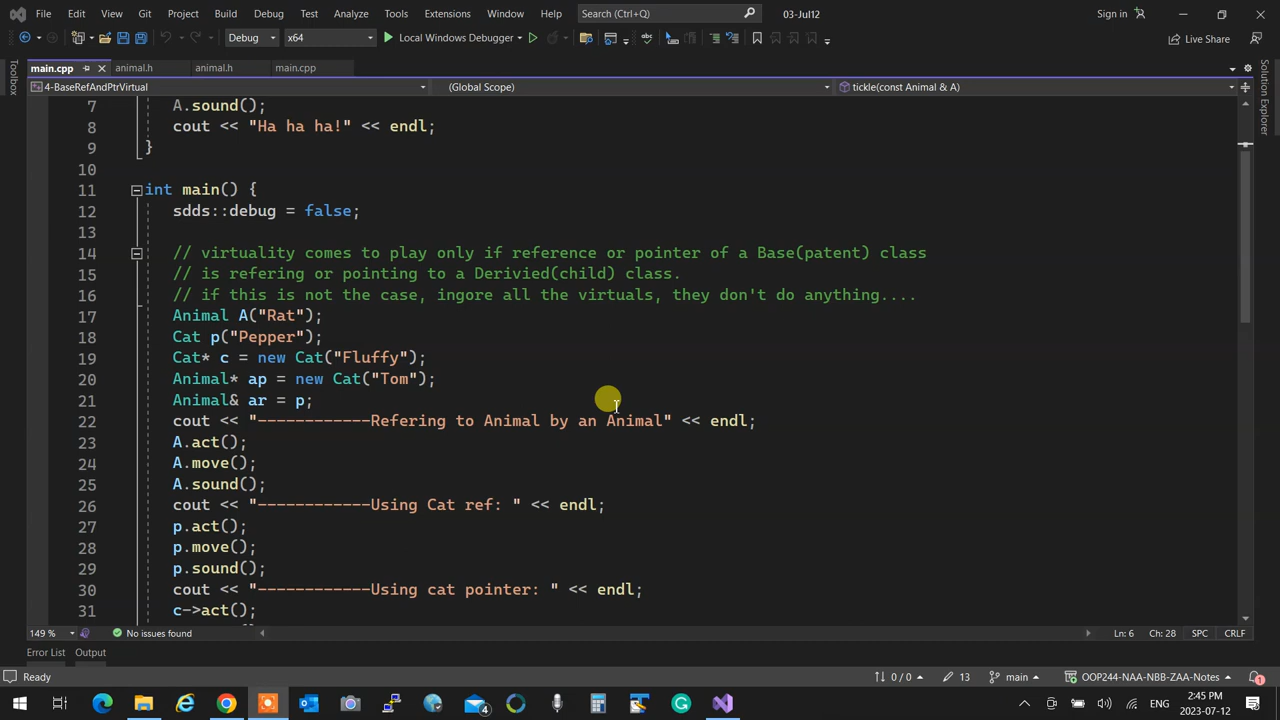 File Edit View Git Project Build Debug Test Analyze Tools Extensions Window Help Search (Ctrl+Q) 03-Jul12 Sign in
Debug x64 Local Windows Debugger Live Share
main.cpp animal.h animal.h main.cpp
4-BaseRefAndPtrVirtual (Global Scope) tickle(const Animal & A)
Toolbox
Solution Explorer
7 A.sound();
8 cout << "Ha ha ha!" << endl;
9 }
10
11 int main() {
12 sdds::debug = false;
13
14 // virtuality comes to play only if reference or pointer of a Base(patent) class
15 // is refering or pointing to a Derivied(child) class.
16 // if this is not the case, ingore all the virtuals, they don't do anything....
17 Animal A("Rat");
18 Cat p("Pepper");
19 Cat* c = new Cat("Fluffy");
20 Animal* ap = new Cat("Tom");
21 Animal& ar = p;
22 cout << "------------Refering to Animal by an Animal" << endl;
23 A.act();
24 A.move();
25 A.sound();
26 cout << "------------Using Cat ref: " << endl;
27 p.act();
28 p.move();
29 p.sound();
30 cout << "------------Using cat pointer: " << endl;
31 c->act();
149 % No issues found Ln: 6 Ch: 28 SPC CRLF
Error List Output
Ready 0 / 0 13 main OOP244-NAA-NBB-ZAA-Notes 1
4 ENG 2:45 PM
2023-07-12